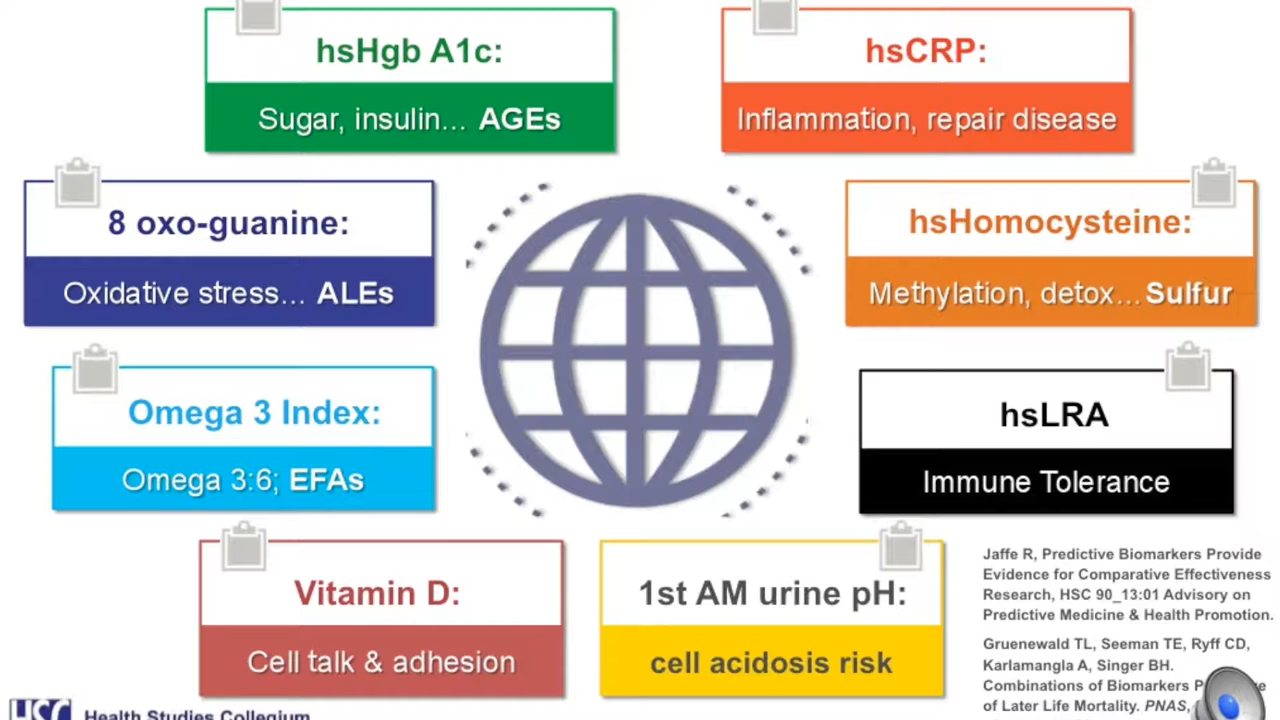 hsHgb A1c:
Sugar, insulin... AGEs
hsCRP:
Inflammation, repair disease
8 oxo-guanine:
Oxidative stress... ALEs
hsHomocysteine:
Methylation, detox... Sulfur
Omega 3 Index:
Omega 3:6; EFAs
hsLRA
Immune Tolerance
Vitamin D:
Cell talk & adhesion
1st AM urine pH:
cell acidosis risk
Jaffe R, Predictive Biomarkers Provide
Evidence for Comparative Effectiveness
Research, HSC 90_13:01 Advisory on
Predictive Medicine & Health Promotion.
Gruenewald TL, Seeman TE, Ryff CD,
Karlamangla A, Singer BH.
Combinations of Biomarkers
of Later Life Mortality. PNAS,
HSC Health Studies Collegium